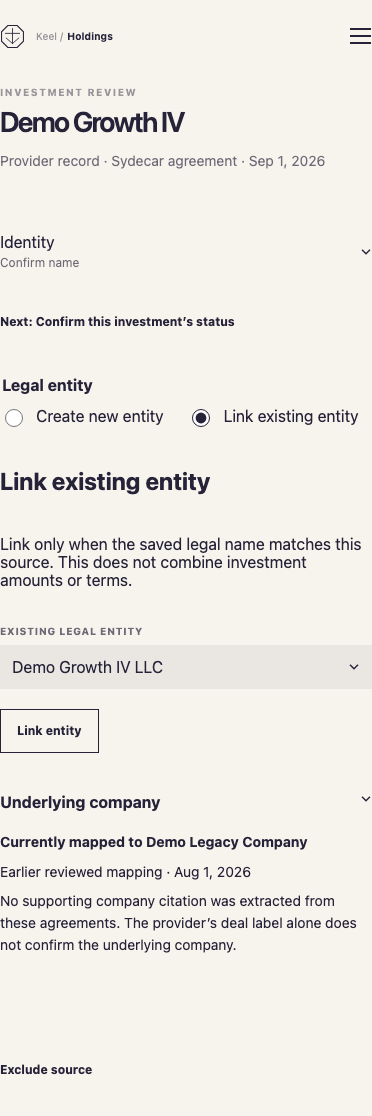 Keel / Holdings
INVESTMENT REVIEW
Demo Growth IV
Provider record · Sydecar agreement · Sep 1, 2026
Identity
Confirm name
Next: Confirm this investment’s status
Legal entity
Create new entity
Link existing entity
Link existing entity
Link only when the saved legal name matches this
source. This does not combine investment
amounts or terms.
EXISTING LEGAL ENTITY
Demo Growth IV LLC
Link entity
Underlying company
Currently mapped to Demo Legacy Company
Earlier reviewed mapping · Aug 1, 2026
No supporting company citation was extracted from
these agreements. The provider’s deal label alone does
not confirm the underlying company.
Exclude source